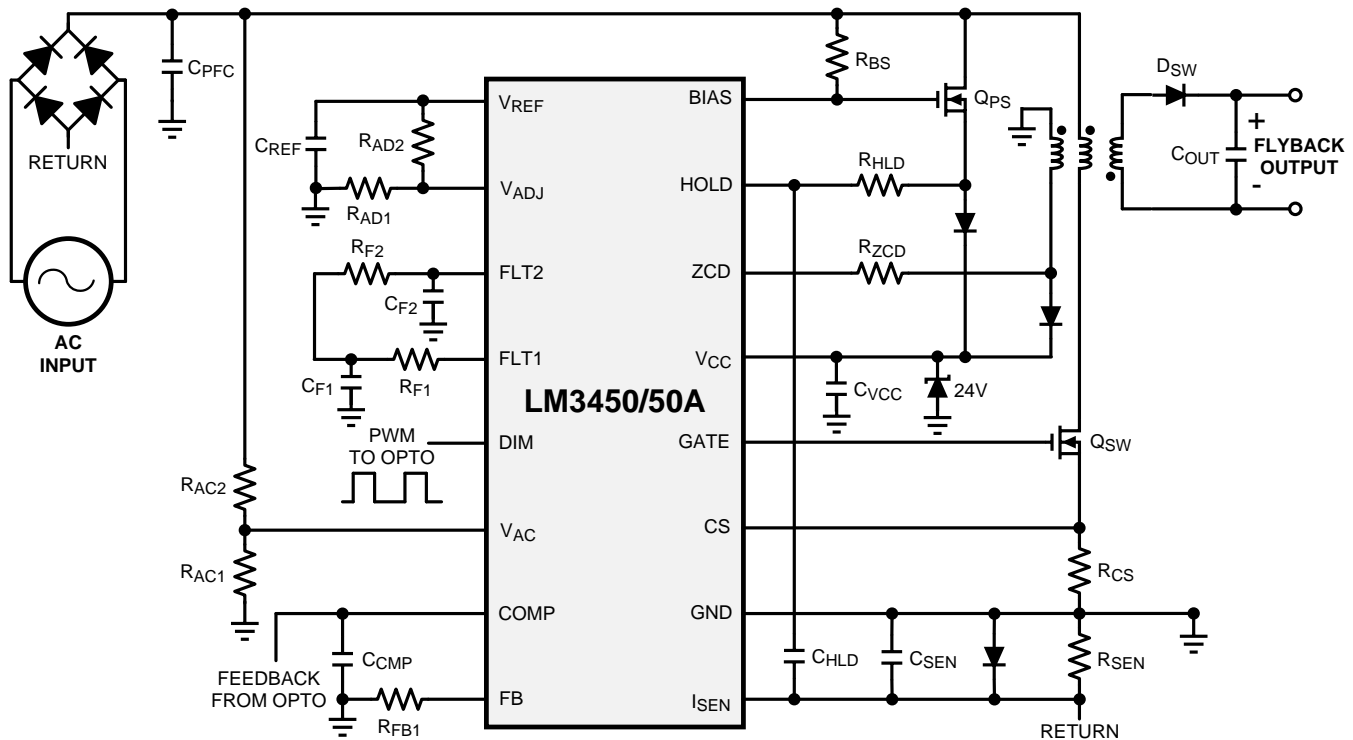 CPFC
RETURN
AC
INPUT
RAC2
RAC1
CREF
RAD2
RAD1
RF2
CF2
CF1
RF1
PWM
TO OPTO
FEEDBACK
FROM OPTO
CCMP
RFB1
VREF
VADJ
FLT2
FLT1
DIM
VAC
COMP
FB
LM3450/50A
BIAS
HOLD
ZCD
VCC
GATE
CS
GND
ISEN
RBS
QPS
RHLD
RZCD
CVCC
24V
QSW
RCS
CHLD
CSEN
RSEN
RETURN
DSW
COUT
+
FLYBACK
OUTPUT
-